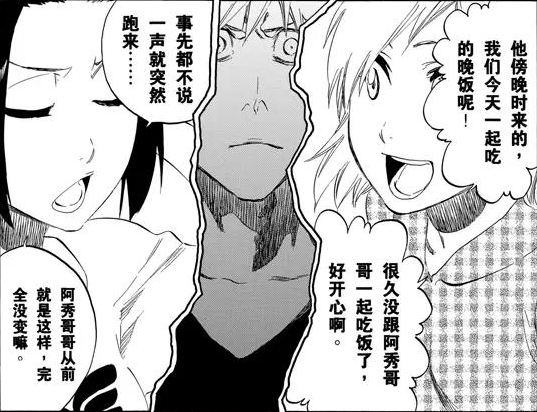 他傍晚时来的，
我们今天一起吃
的晚饭呢！
很久没跟阿秀哥
哥一起吃饭了，
好开心啊。
事先都不说
一声就突然
跑来……
阿秀哥哥从前
就是这样，完
全没变嘛。